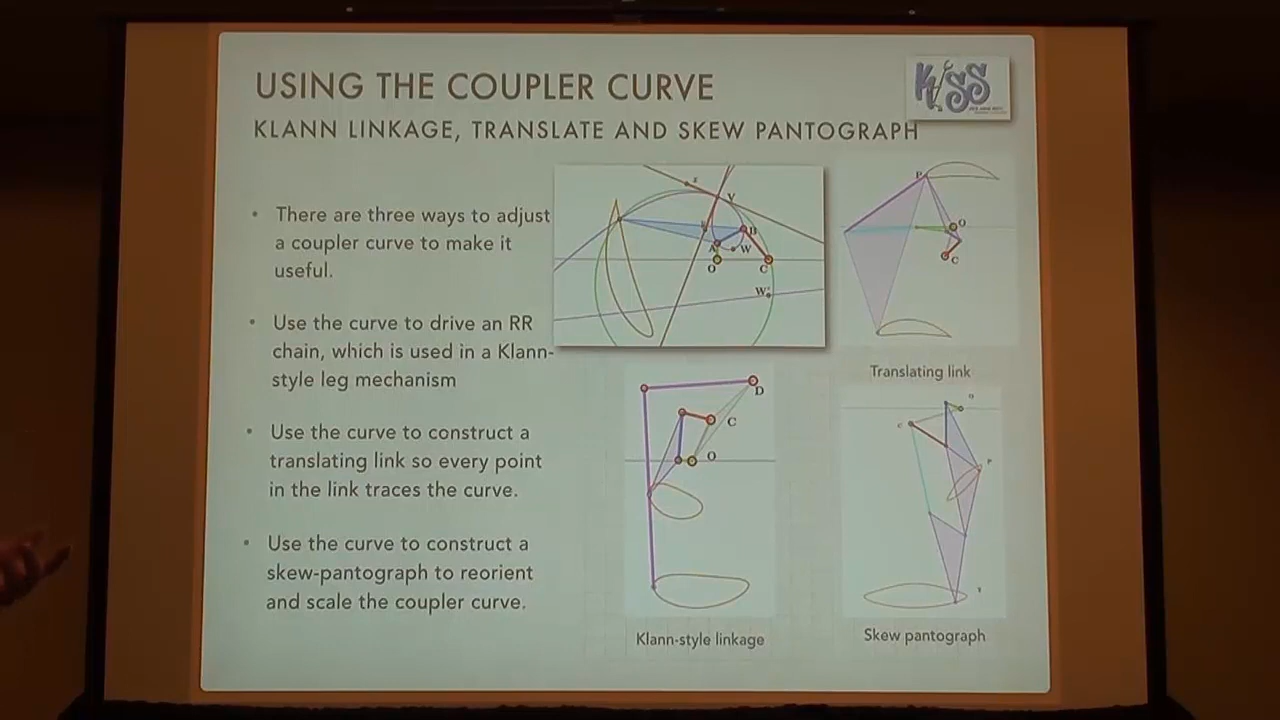 USING THE COUPLER CURVE
KISS
KLANN LINKAGE, TRANSLATE AND SKEW PANTOGRAPH
• There are three ways to adjust
a coupler curve to make it
useful.
• Use the curve to drive an RR
chain, which is used in a Klann-
style leg mechanism
• Use the curve to construct a
translating link so every point
in the link traces the curve.
• Use the curve to construct a
skew-pantograph to reorient
and scale the coupler curve.
V
B
A W
O C
W
P
O
C
Translating link
D
C
O
Klann-style linkage
P
Skew pantograph